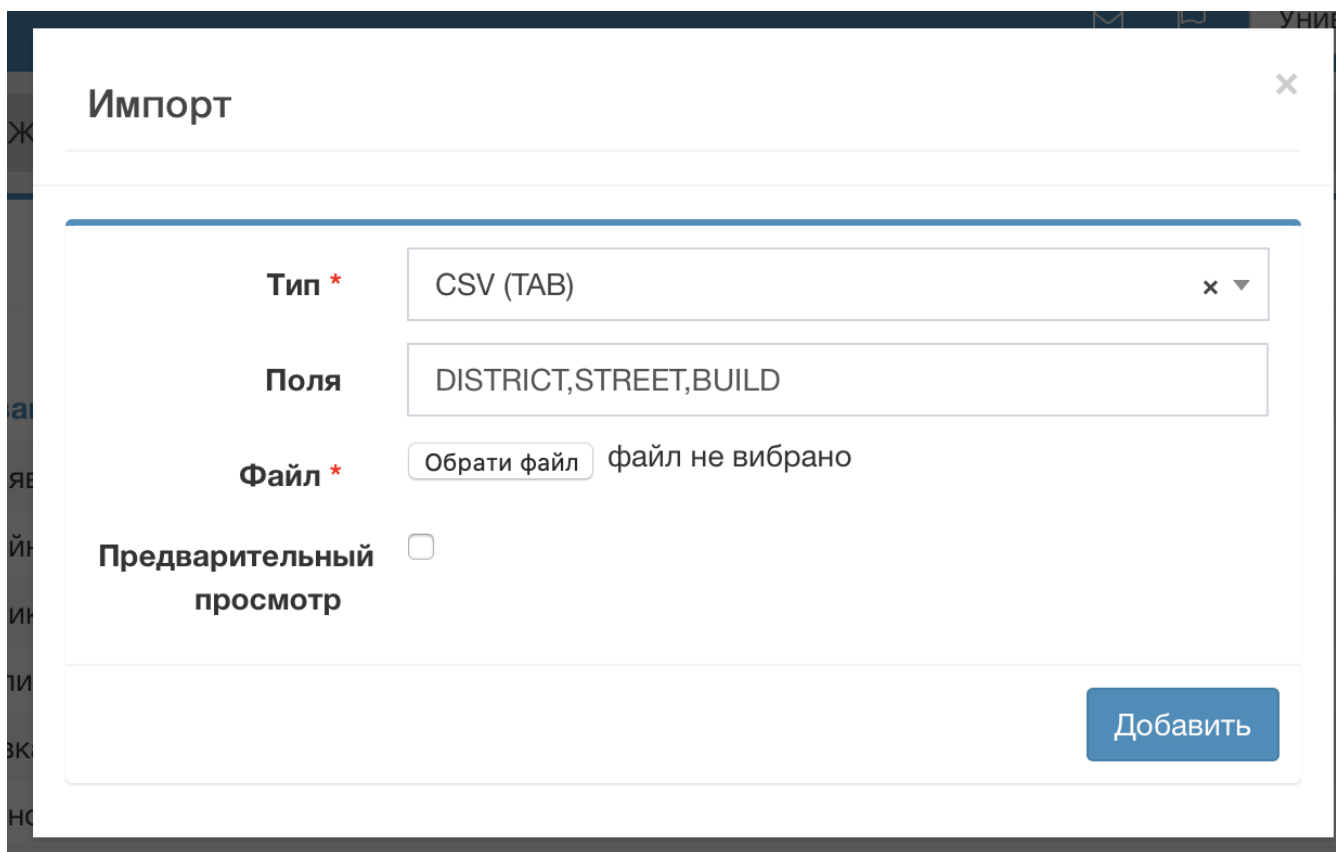 Импорт
×
Тип *
CSV (TAB)
× ▼
Поля
DISTRICT,STREET,BUILD
Файл *
Обрати файл файл не вибрано
Предварительный
просмотр
Добавить